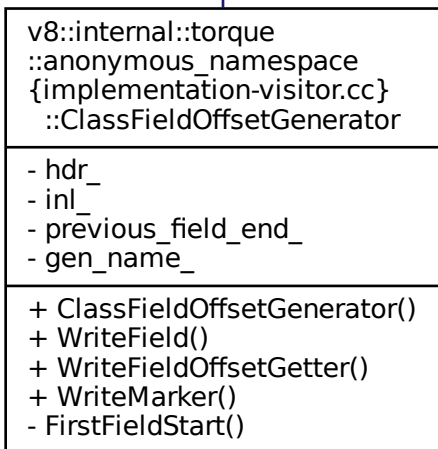 v8::internal::torque
::anonymous_namespace
{implementation-visitor.cc}
::ClassFieldOffsetGenerator
- hdr_
- inl_
- previous_field_end_
- gen_name_
+ ClassFieldOffsetGenerator()
+ WriteField()
+ WriteFieldOffsetGetter()
+ WriteMarker()
- FirstFieldStart()